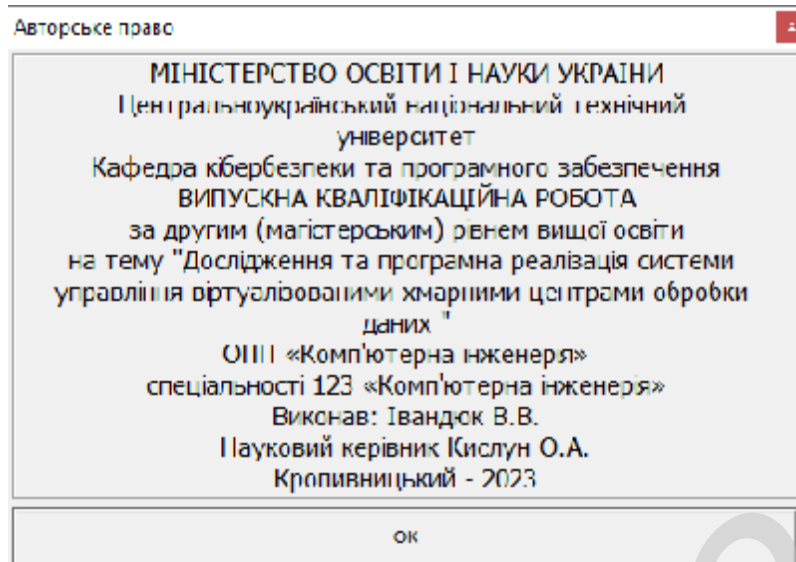 Авторське право
МІНІСТЕРСТВО ОСВІТИ І НАУКИ УКРАЇНИ
Центральноукраїнський національний технічний
університет
Кафедра кібербезпеки та програмного забезпечення
ВИПУСКНА КВАЛІФІКАЦІЙНА РОБОТА
за другим (магістерським) рівнем вищої освіти
на тему "Дослідження та програмна реалізація системи
управління віртуалізованими хмарними центрами обробки
даних "
ОПП «Комп'ютерна інженерія»
спеціальності 123 «Комп'ютерна інженерія»
Виконав: Івандюк В.В.
Науковий керівник Кислун О.А.
Кропивницький - 2023
ОК